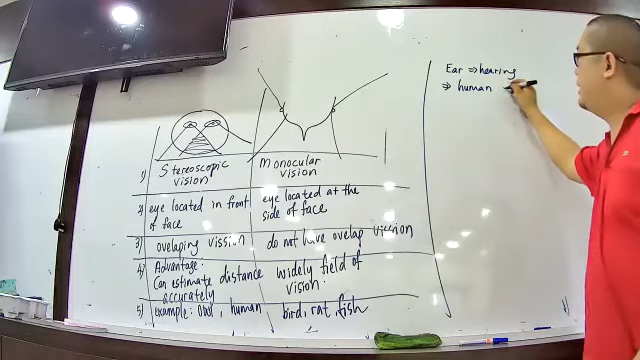 Ear ⇒ hearing
⇒ human
1) Stereoscopic vision
Monocular vision
2) eye located in front of face
eye located at the side of face
3) ovelaping vission
do not have ovelap vission
4) Advantage:
Can estimate distance accurately
widely field of vision.
5) example: owl, human
bird, rat, fish